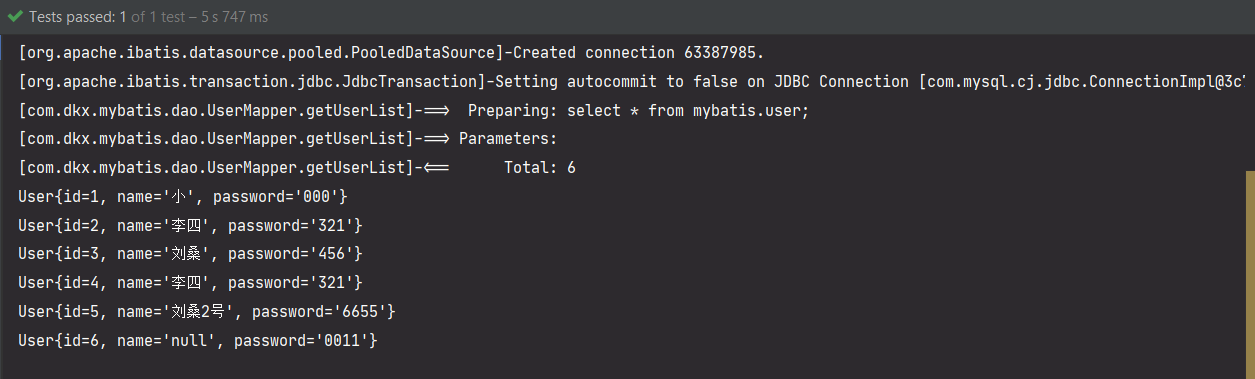 Tests passed: 1 of 1 test – 5 s 747 ms
[org.apache.ibatis.datasource.pooled.PooledDataSource]-Created connection 63387985.
[org.apache.ibatis.transaction.jdbc.JdbcTransaction]-Setting autocommit to false on JDBC Connection [com.mysql.cj.jdbc.ConnectionImpl@3c
[com.dkx.mybatis.dao.UserMapper.getUserList]-==>  Preparing: select * from mybatis.user;
[com.dkx.mybatis.dao.UserMapper.getUserList]-==> Parameters:
[com.dkx.mybatis.dao.UserMapper.getUserList]-<==      Total: 6
User{id=1, name='小', password='000'}
User{id=2, name='李四', password='321'}
User{id=3, name='刘桑', password='456'}
User{id=4, name='李四', password='321'}
User{id=5, name='刘桑2号', password='6655'}
User{id=6, name='null', password='0011'}